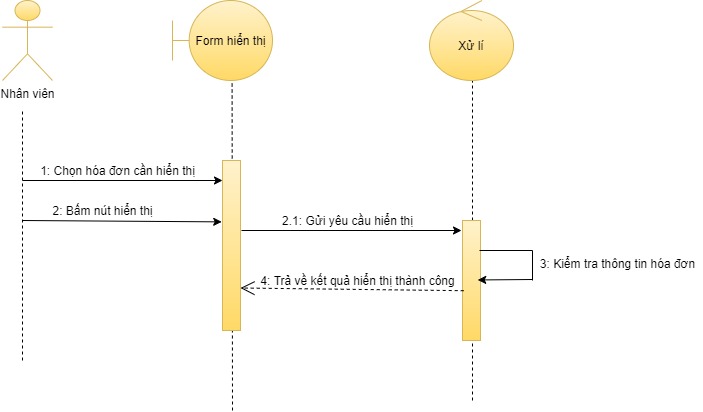 Form hiển thị
Xử lí
Nhân viên
1: Chọn hóa đơn cần hiển thị
2: Bấm nút hiển thị
2.1: Gửi yêu cầu hiển thị
3: Kiểm tra thông tin hóa đơn
4: Trả về kết quả hiển thị thành công